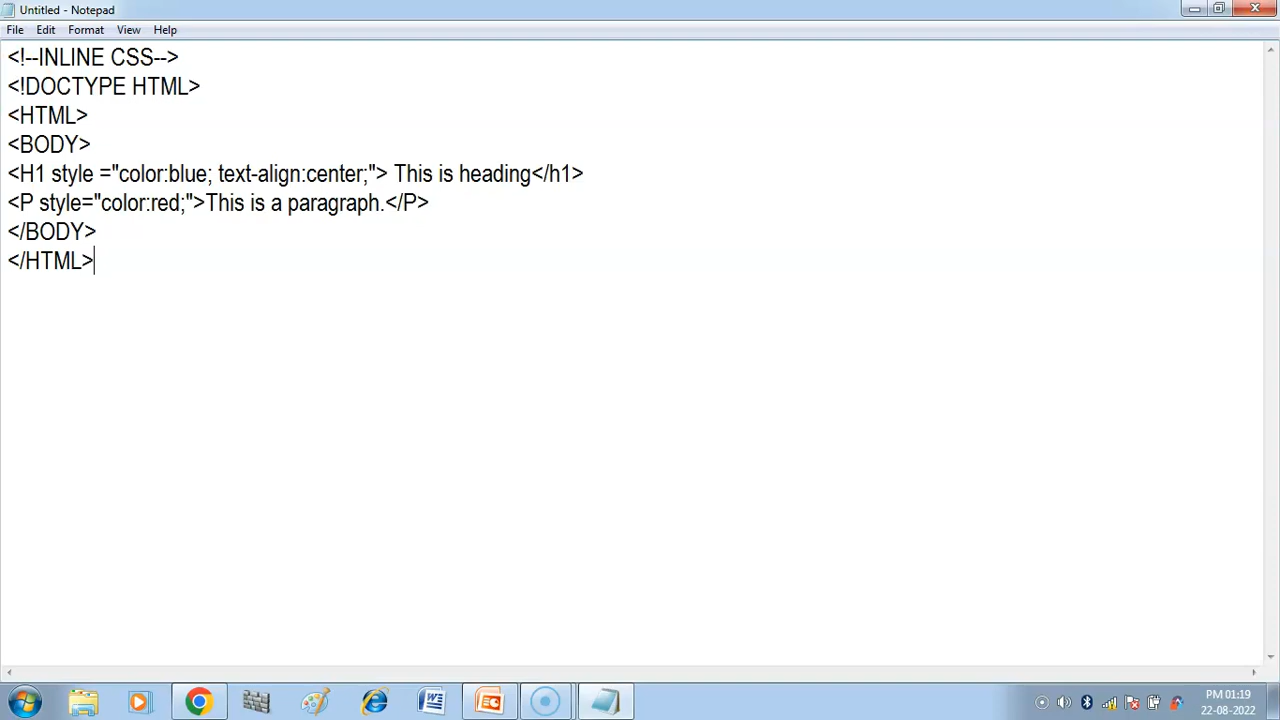 Untitled - Notepad
File Edit Format View Help
<!--INLINE CSS-->
<!DOCTYPE HTML>
<HTML>
<BODY>
<H1 style ="color:blue; text-align:center;"> This is heading</h1>
<P style="color:red;">This is a paragraph.</P>
</BODY>
</HTML>
PM 01:19
22-08-2022